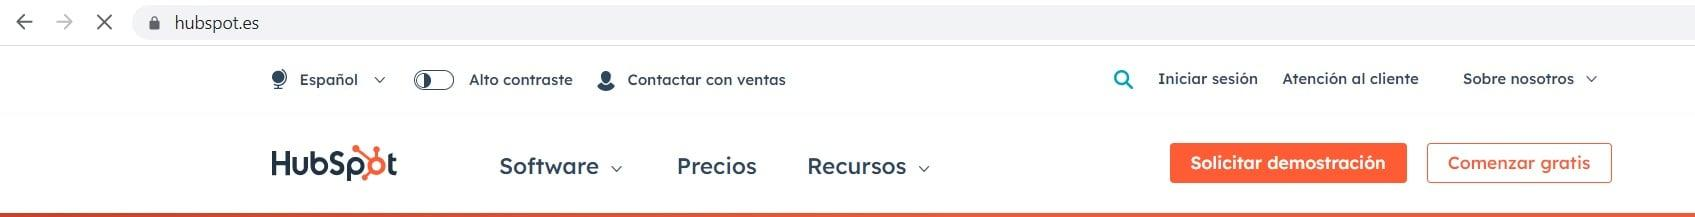 hubspot.es
Español Alto contraste Contactar con ventas Iniciar sesión Atención al cliente Sobre nosotros
HubSpot Software Precios Recursos Solicitar demostración Comenzar gratis